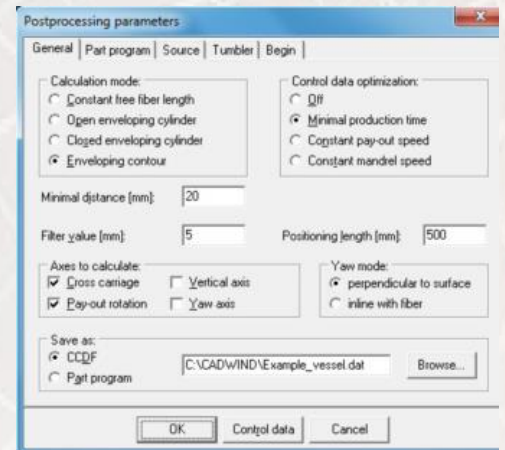 Postprocessing parameters
General Part program Source Tumbler Begin
Calculation mode:
Constant free fiber length
Open enveloping cylinder
Closed enveloping cylinder
Enveloping contour
Control data optimization:
Off
Minimal production time
Constant pay-out speed
Constant mandrel speed
Minimal distance [mm]: 20
Filter value [mm]: 5 Positioning length [mm]: 500
Axes to calculate:
Cross carriage Vertical axis
Pay-out rotation Yaw axis
Yaw mode:
perpendicular to surface
inline with fiber
Save as:
CCDF
Part program
C:\CADWIND\Example_vessel.dat Browse...
OK Control data Cancel